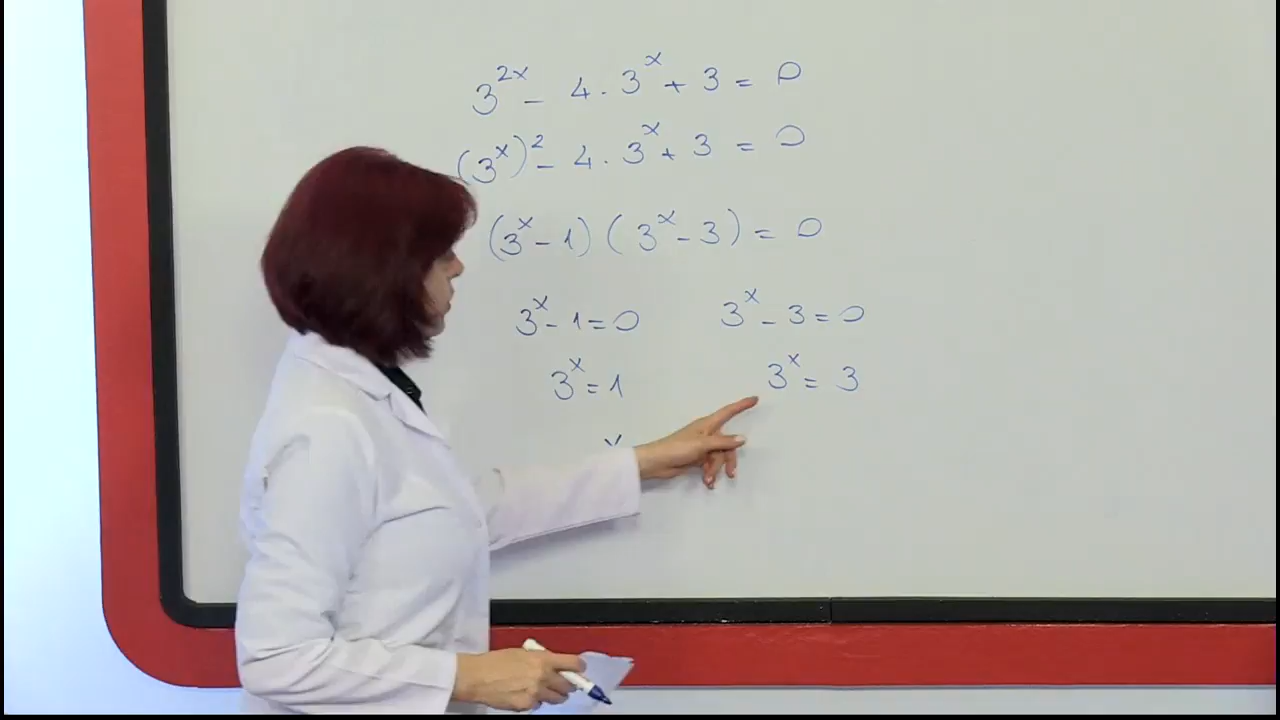 3^{2x} - 4 . 3^x + 3 = 0
(3^x)^2 - 4 . 3^x + 3 = 0
(3^x - 1) (3^x - 3) = 0
3^x - 1 = 0 3^x - 3 = 0
3^x = 1 3^x = 3
x